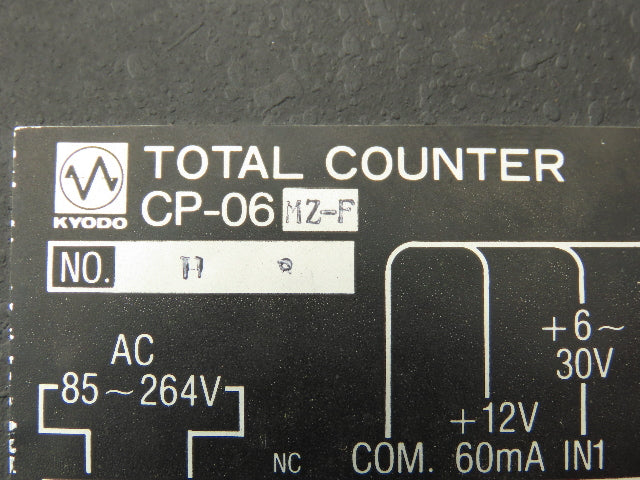 TOTAL COUNTER
KYODO
CP-06 MZ-F
NO. H
AC
85~264V
+6~
30V
+12V
NC COM. 60mA IN1